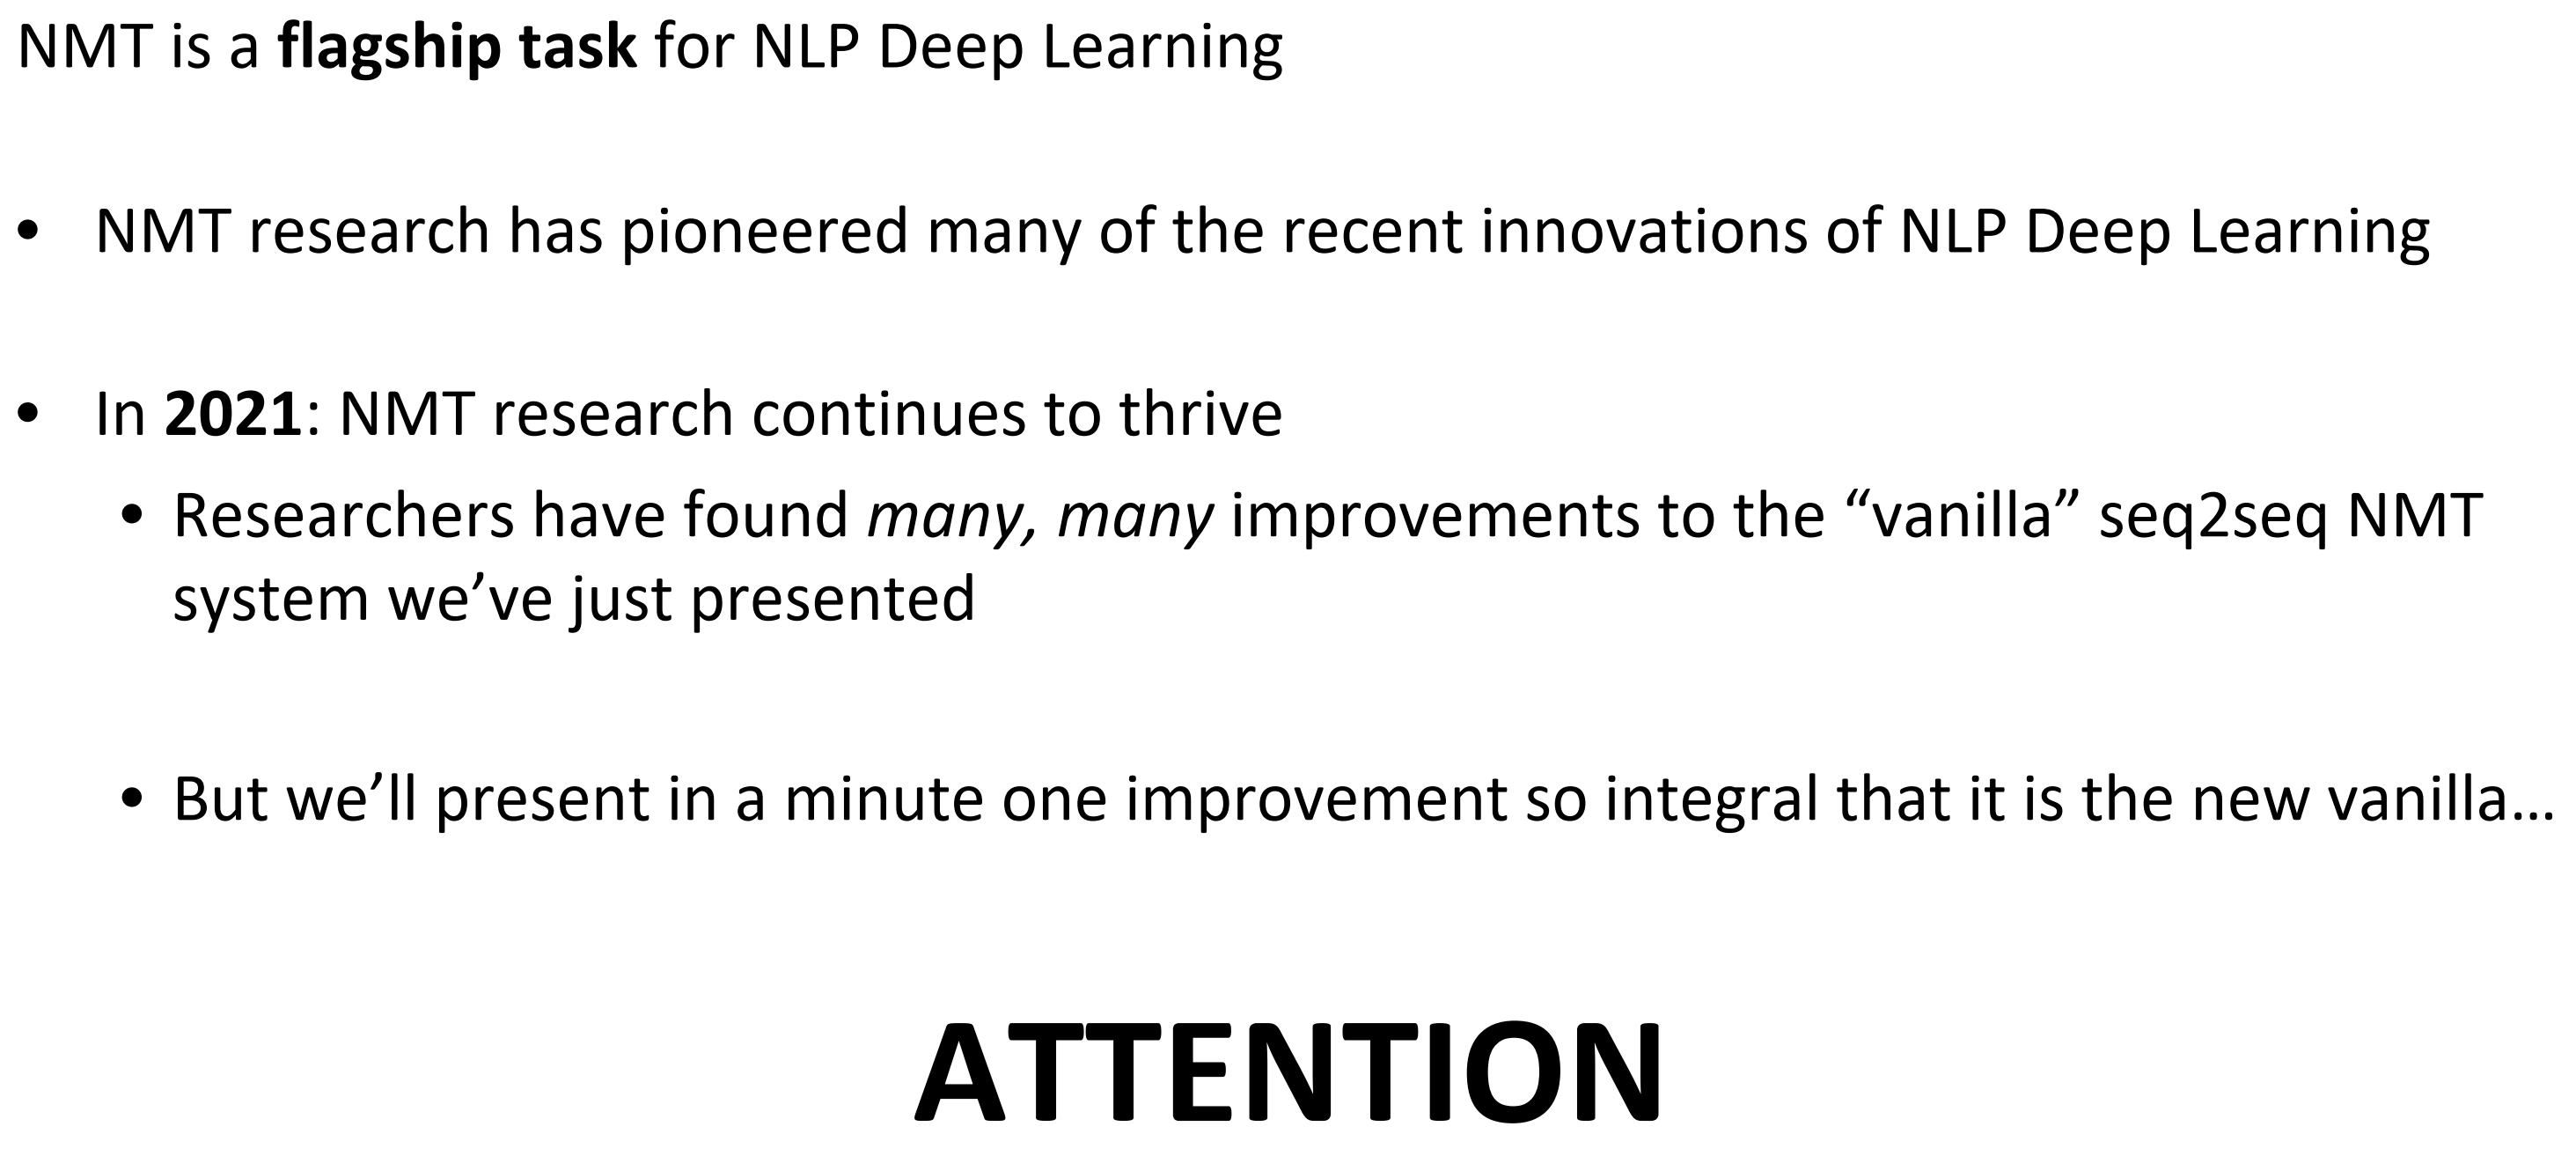 NMT is a flagship task for NLP Deep Learning
• NMT research has pioneered many of the recent innovations of NLP Deep Learning
• In 2021: NMT research continues to thrive
• Researchers have found many, many improvements to the “vanilla” seq2seq NMT
system we’ve just presented
• But we’ll present in a minute one improvement so integral that it is the new vanilla…
ATTENTION